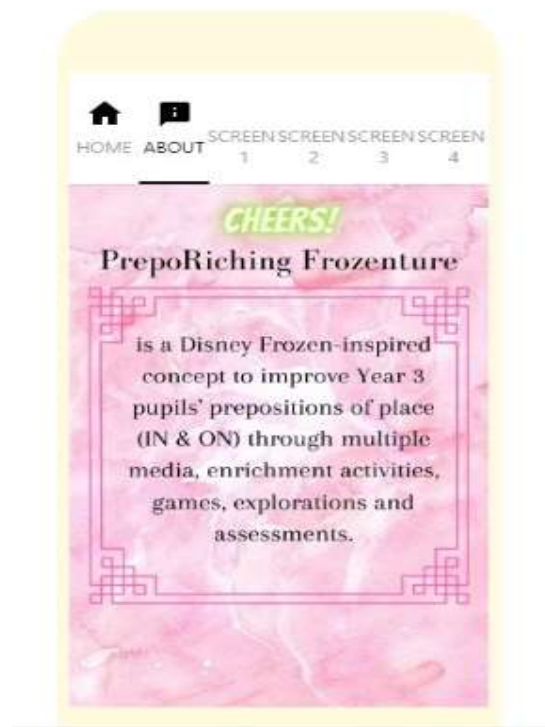 HOME ABOUT SCREEN 1 SCREEN 2 SCREEN 3 SCREEN 4
CHEERS!
PrepoRiching Frozenture
is a Disney Frozen-inspired
concept to improve Year 3
pupils' prepositions of place
(IN & ON) through multiple
media, enrichment activities,
games, explorations and
assessments.